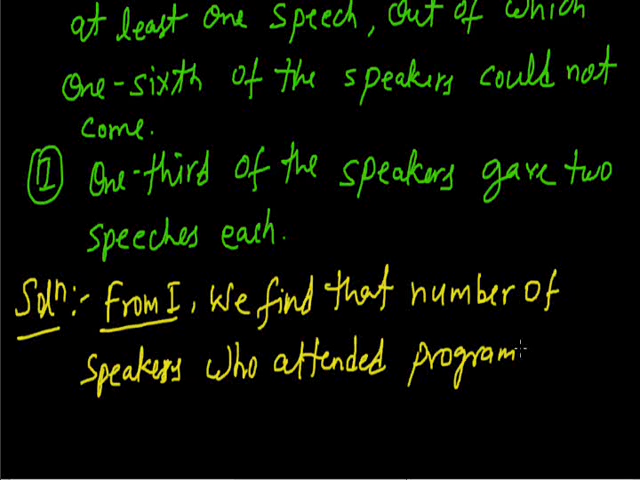 at least one speech, out of which
One-sixth of the speakers could not
come.
II One-third of the speakers gave two
speeches each.
Soln:- From I, we find that number of
speakers who attended program